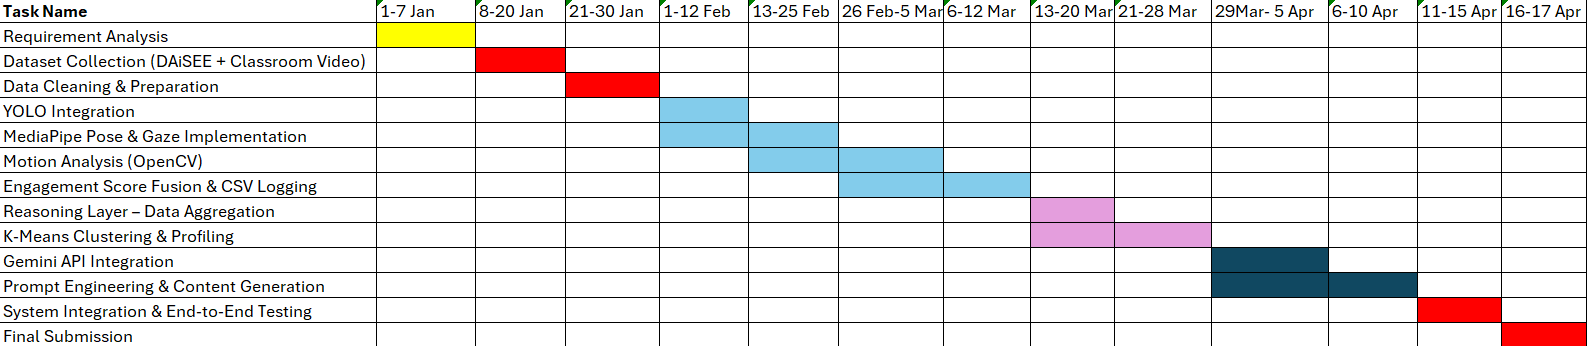 Task Name 1-7 Jan 8-20 Jan 21-30 Jan 1-12 Feb 13-25 Feb 26 Feb-5 Mar 6-12 Mar 13-20 Mar 21-28 Mar 29Mar- 5 Apr 6-10 Apr 11-15 Apr 16-17 Apr
Requirement Analysis
Dataset Collection (DAiSEE + Classroom Video)
Data Cleaning & Preparation
YOLO Integration
MediaPipe Pose & Gaze Implementation
Motion Analysis (OpenCV)
Engagement Score Fusion & CSV Logging
Reasoning Layer – Data Aggregation
K-Means Clustering & Profiling
Gemini API Integration
Prompt Engineering & Content Generation
System Integration & End-to-End Testing
Final Submission